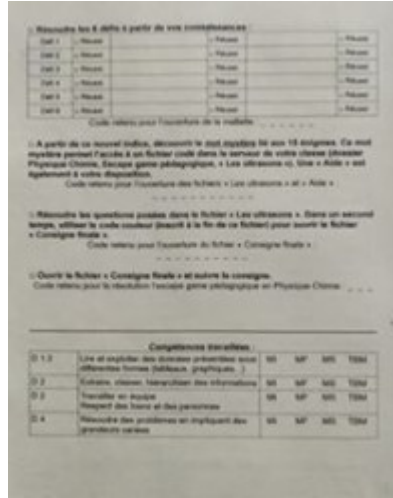 □ Résoudre les 6 défis à partir de vos connaissances :
Défi 1 □ Réussi □ Réussi □ Réussi
Défi 2 □ Réussi □ Réussi □ Réussi
Défi 3 □ Réussi □ Réussi □ Réussi
Défi 4 □ Réussi □ Réussi □ Réussi
Défi 5 □ Réussi □ Réussi □ Réussi
Défi 6 □ Réussi □ Réussi □ Réussi
Code retenu pour l'ouverture de la mallette : _ _ _ _ _ _
□ A partir de ce nouvel indice, découvrir le mot mystère lié aux 15 énigmes. Ce mot
mystère permet l'accès à un fichier codé dans le serveur de votre classe (dossier
Physique Chimie, Escape game pédagogique, « Les ultrasons »). Une « Aide » est
également à votre disposition.
Code retenu pour l'ouverture des fichiers « Les ultrasons » et « Aide » :
_ _ _ _ _ _ _ _ _ _
□ Résoudre les questions posées dans le fichier « Les ultrasons ». Dans un second
temps, utiliser le code couleur (inscrit à la fin de ce fichier) pour ouvrir le fichier
« Consigne finale ».
Code retenu pour l'ouverture du fichier « Consigne finale » :
_ _ _ _ _ _ _ _ _
□ Ouvrir le fichier « Consigne finale » et suivre la consigne.
Code retenu pour la résolution l'escape game pédagogique en Physique Chimie : _ _ _
Compétences travaillées :
D 1.3 Lire et exploiter des données présentées sous MI MF MS TBM
différentes formes (tableaux, graphiques...)
D 2 Extraire, classer, hiérarchiser des informations MI MF MS TBM
D 3 Travailler en équipe MI MF MS TBM
Respect des biens et des personnes
D 4 Résoudre des problèmes en impliquant des MI MF MS TBM
grandeurs variées